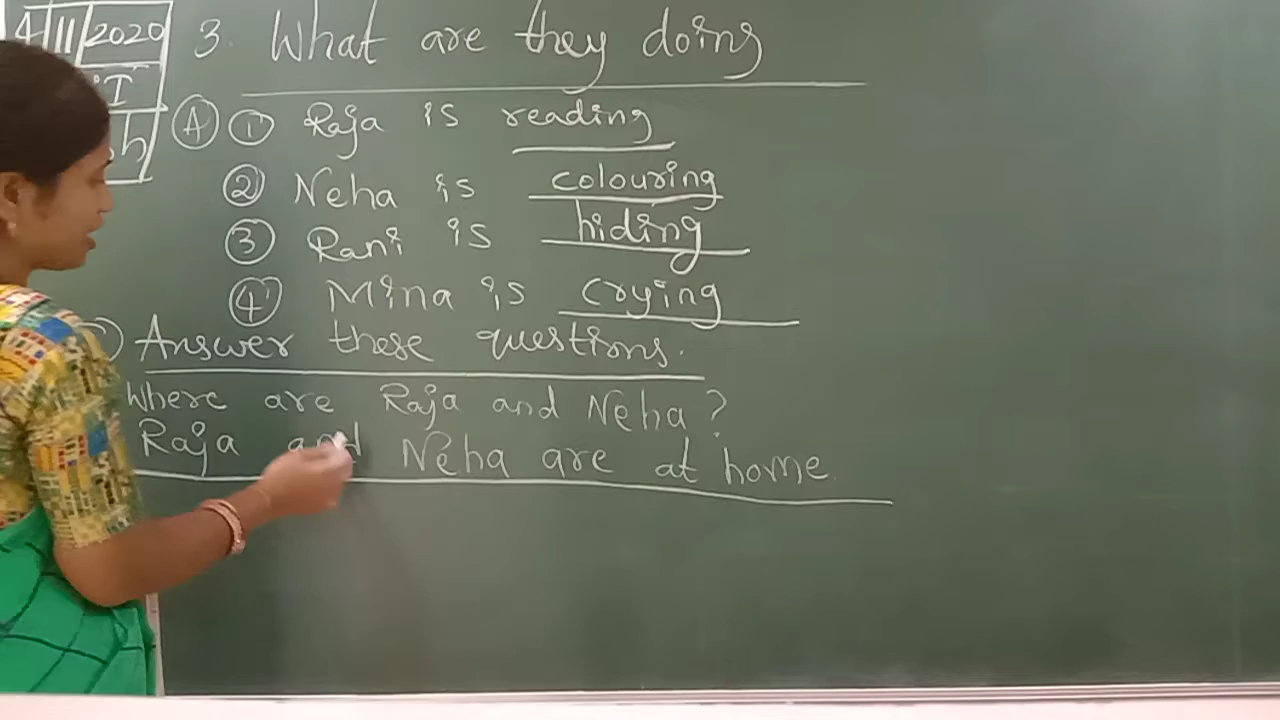 4/11/2020
3. What are they doing
A 1 Raja is reading
2 Neha is colouring
3 Rani is hiding
4 Mina is crying
Answer these questions.
Where are Raja and Neha?
Raja and Neha are at home.